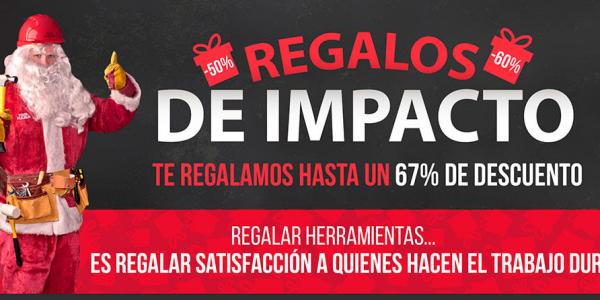 -50%
REGALOS
-60%
DE IMPACTO
TE REGALAMOS HASTA UN 67% DE DESCUENTO
REGALAR HERRAMIENTAS...
ES REGALAR SATISFACCIÓN A QUIENES HACEN EL TRABAJO DUR